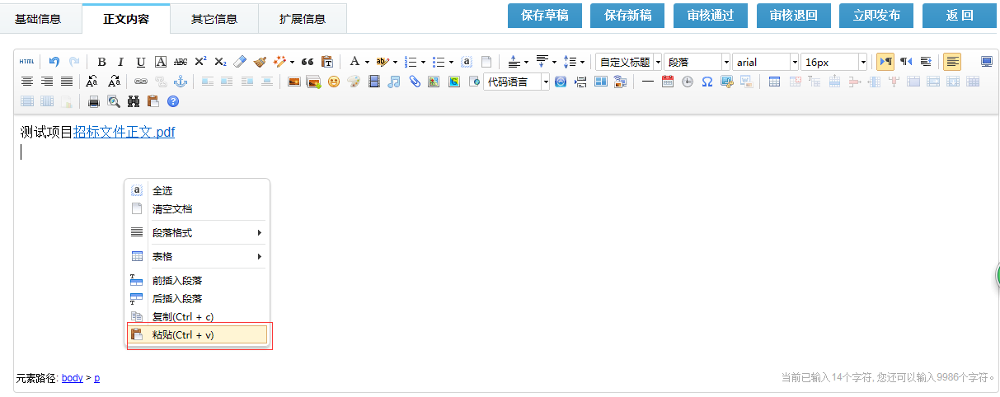 基础信息 正文内容 其它信息 扩展信息 保存草稿 保存新稿 审核通过 审核退回 立即发布 返 回
HTML B I U A ABC X² X₂ A ab a 自定义标题 段落 arial 16px
代码语言
测试项目招标文件正文.pdf
a 全选
清空文档
段落格式
表格
前插入段落
后插入段落
复制(Ctrl + c)
粘贴(Ctrl + v)
元素路径: body > p 当前已输入14个字符, 您还可以输入9986个字符。